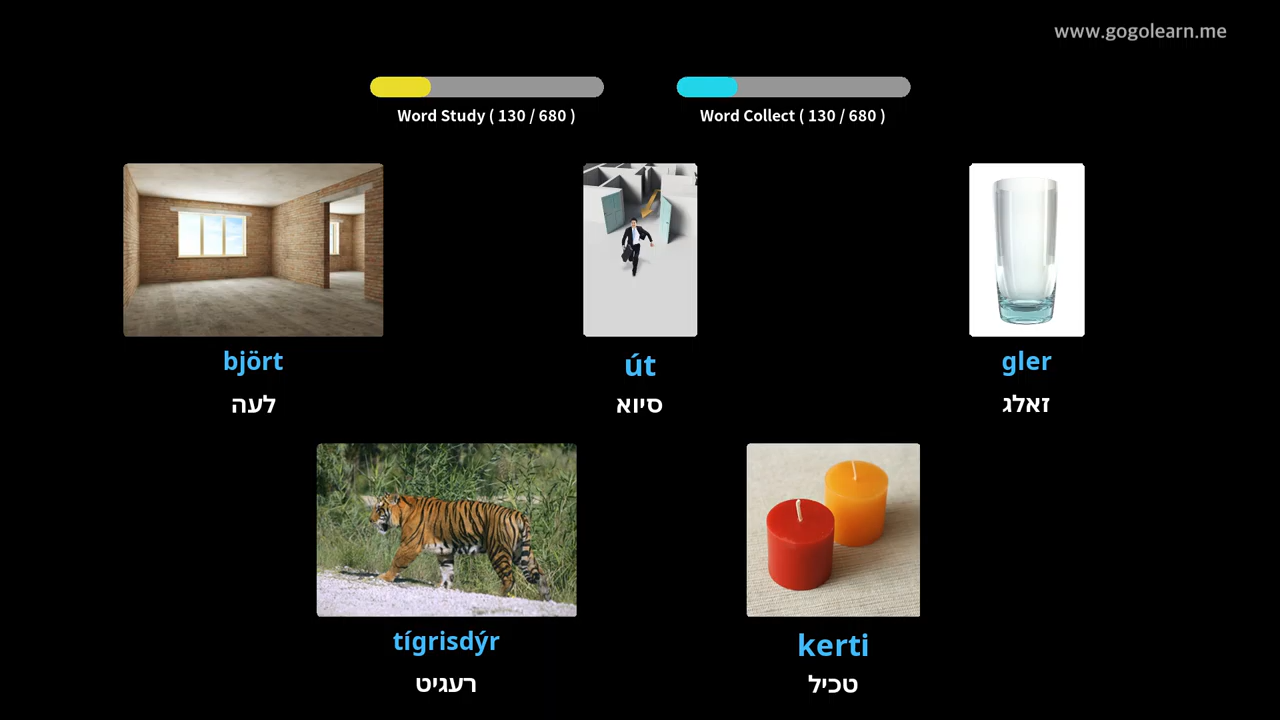 www.gogolearn.me
Word Study ( 130 / 680 )
Word Collect ( 130 / 680 )
björt
לעה
út
סיוא
gler
זאלג
tígrisdýr
רעגיט
kerti
טכיל